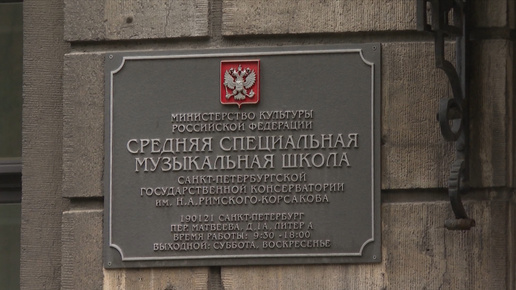 МИНИСТЕРСТВО КУЛЬТУРЫ
РОССИЙСКОЙ ФЕДЕРАЦИИ
СРЕДНЯЯ СПЕЦИАЛЬНАЯ
МУЗЫКАЛЬНАЯ ШКОЛА
САНКТ-ПЕТЕРБУРГСКОЙ
ГОСУДАРСТВЕННОЙ КОНСЕРВАТОРИИ
ИМ. Н.А.РИМСКОГО-КОРСАКОВА
190121 САНКТ-ПЕТЕРБУРГ
ПЕР. МАТВЕЕВА, Д.1А, ЛИТЕР А
ВРЕМЯ РАБОТЫ: 9:30 -18:00
ВЫХОДНОЙ: СУББОТА, ВОСКРЕСЕНЬЕ